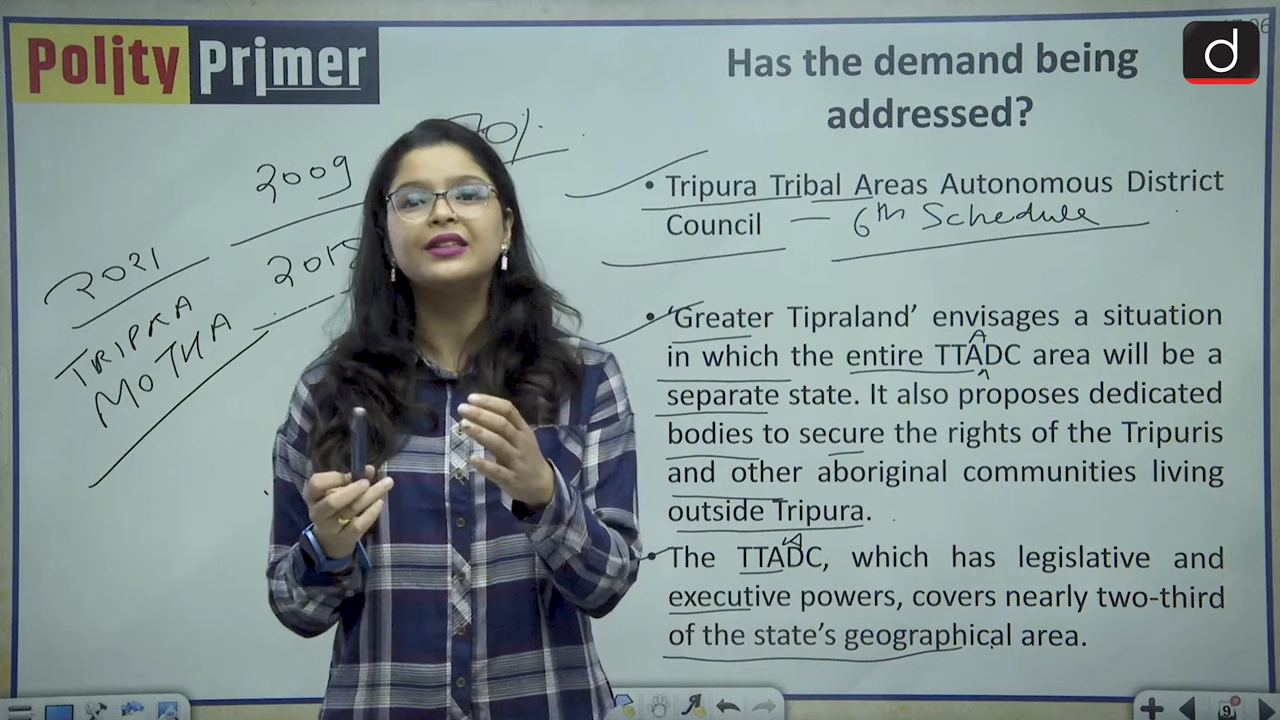 Polity Primer
Has the demand being
addressed?
2009
2021
TRIPRA
MOTHA
• Tripura Tribal Areas Autonomous District
Council — 6th Schedule
• 'Greater Tipraland' envisages a situation
in which the entire TTADC area will be a
separate state. It also proposes dedicated
bodies to secure the rights of the Tripuris
and other aboriginal communities living
outside Tripura.
• The TTADC, which has legislative and
executive powers, covers nearly two-third
of the state's geographical area.
d
9